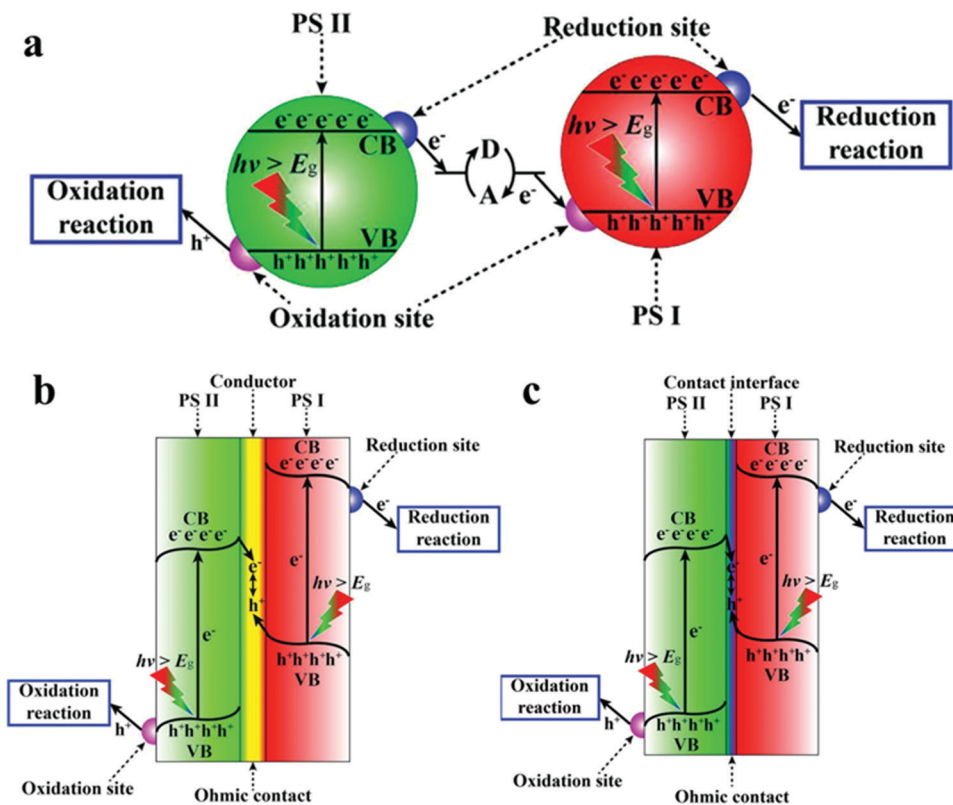 a
PS II
Reduction site
e⁻ e⁻ e⁻ e⁻ e⁻
CB
e⁻
Reduction
reaction
e⁻ e⁻ e⁻ e⁻ e⁻
CB
hν > Eg
e⁻
D
A
e⁻
hν > Eg
Oxidation
reaction
h⁺
VB
h⁺h⁺h⁺h⁺h⁺
VB
h⁺h⁺h⁺h⁺h⁺
Oxidation site
PS I
b
Conductor
PS II
PS I
CB
e⁻ e⁻ e⁻ e⁻
Reduction site
e⁻
Reduction
reaction
CB
e⁻ e⁻ e⁻ e⁻
e⁻
h⁺
e⁻
hν > Eg
e⁻
h⁺h⁺h⁺h⁺
VB
hν > Eg
Oxidation
reaction
h⁺
h⁺h⁺h⁺h⁺
VB
Oxidation site
Ohmic contact
c
Contact interface
PS II
PS I
CB
e⁻ e⁻ e⁻ e⁻
Reduction site
e⁻
Reduction
reaction
CB
e⁻ e⁻ e⁻ e⁻
e⁻
h⁺
e⁻
hν > Eg
e⁻
h⁺h⁺h⁺h⁺
VB
hν > Eg
Oxidation
reaction
h⁺
h⁺h⁺h⁺h⁺
VB
Oxidation site
Ohmic contact